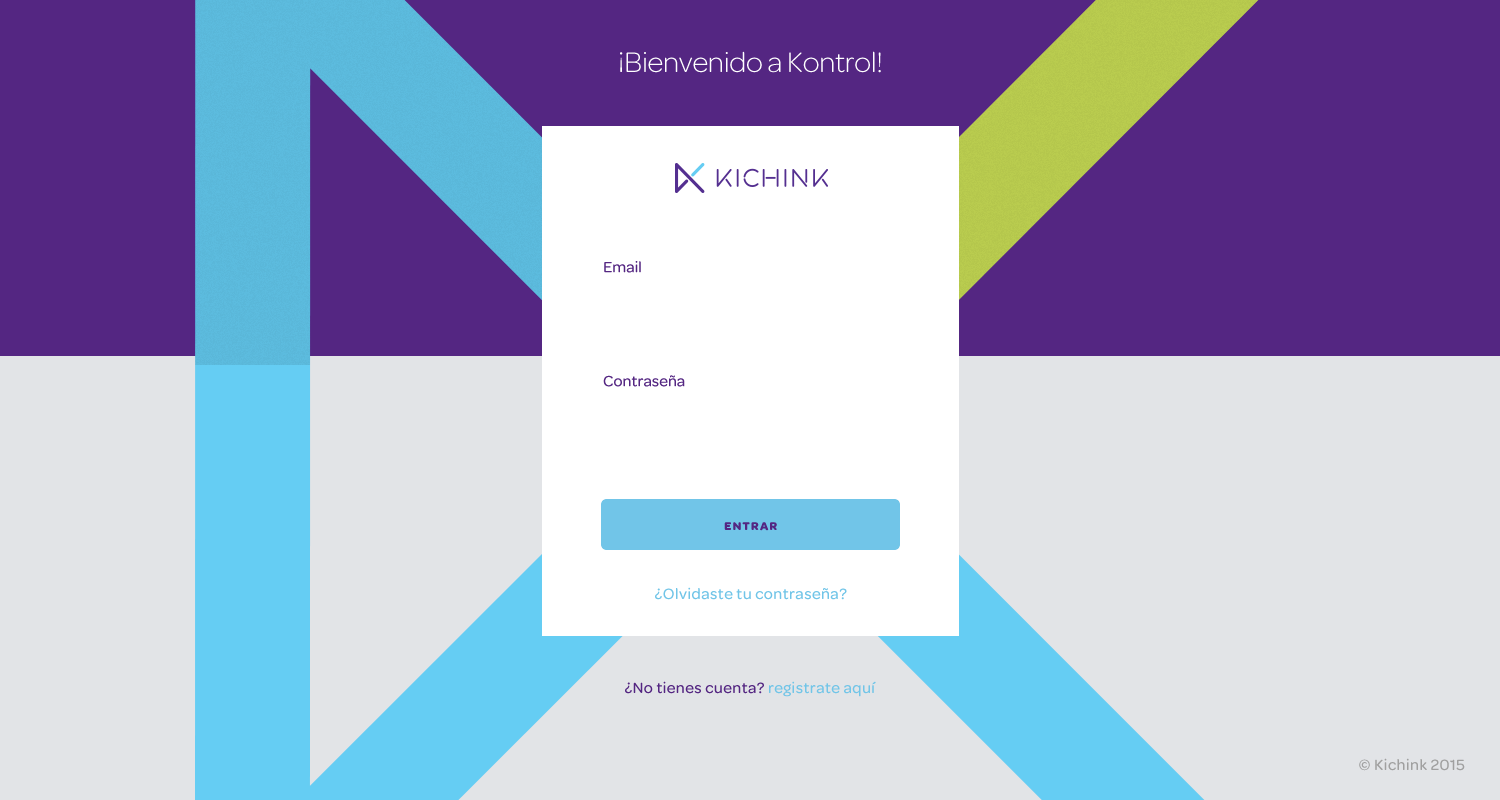 ¡Bienvenido a Kontrol!
KICHINK
Email
Contraseña
ENTRAR
¿Olvidaste tu contraseña?
¿No tienes cuenta? registrate aquí
© Kichink 2015